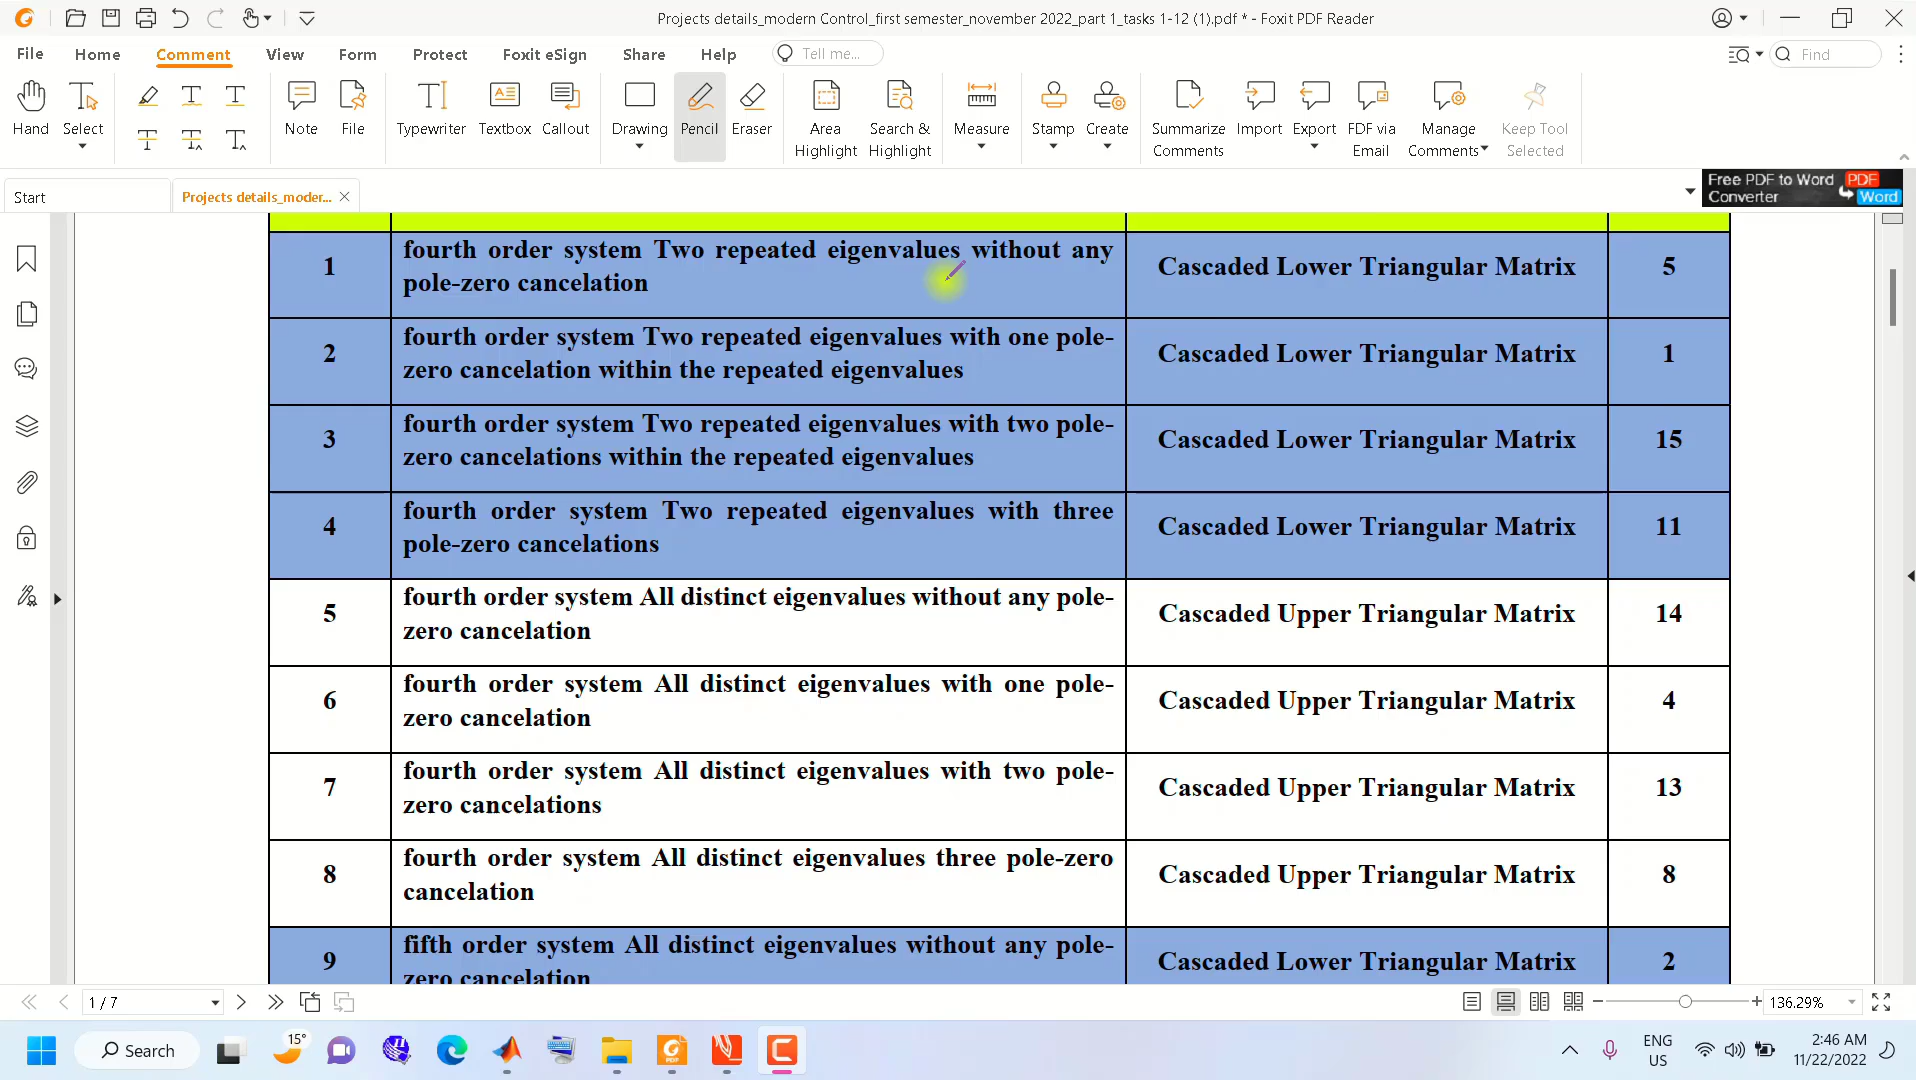 Projects details_modern Control_first semester_november 2022_part 1_tasks 1-12 (1).pdf * - Foxit PDF Reader
File Home Comment View Form Protect Foxit eSign Share Help Tell me... Find
Hand Select Note File Typewriter Textbox Callout Drawing Pencil Eraser Area Highlight Search & Highlight Measure Stamp Create Summarize Comments Import Export FDF via Email Manage Comments Keep Tool Selected
Start Projects details_moder... Free PDF to Word Converter PDF Word
1 fourth order system Two repeated eigenvalues without any pole-zero cancelation Cascaded Lower Triangular Matrix 5
2 fourth order system Two repeated eigenvalues with one pole-
zero cancelation within the repeated eigenvalues Cascaded Lower Triangular Matrix 1
3 fourth order system Two repeated eigenvalues with two pole-
zero cancelations within the repeated eigenvalues Cascaded Lower Triangular Matrix 15
4 fourth order system Two repeated eigenvalues with three
pole-zero cancelations Cascaded Lower Triangular Matrix 11
5 fourth order system All distinct eigenvalues without any pole-
zero cancelation Cascaded Upper Triangular Matrix 14
6 fourth order system All distinct eigenvalues with one pole-
zero cancelation Cascaded Upper Triangular Matrix 4
7 fourth order system All distinct eigenvalues with two pole-
zero cancelations Cascaded Upper Triangular Matrix 13
8 fourth order system All distinct eigenvalues three pole-zero
cancelation Cascaded Upper Triangular Matrix 8
9 fifth order system All distinct eigenvalues without any pole-
zero cancelation Cascaded Lower Triangular Matrix 2
1 / 7 136.29%
Search 15° ENG US 2:46 AM 11/22/2022